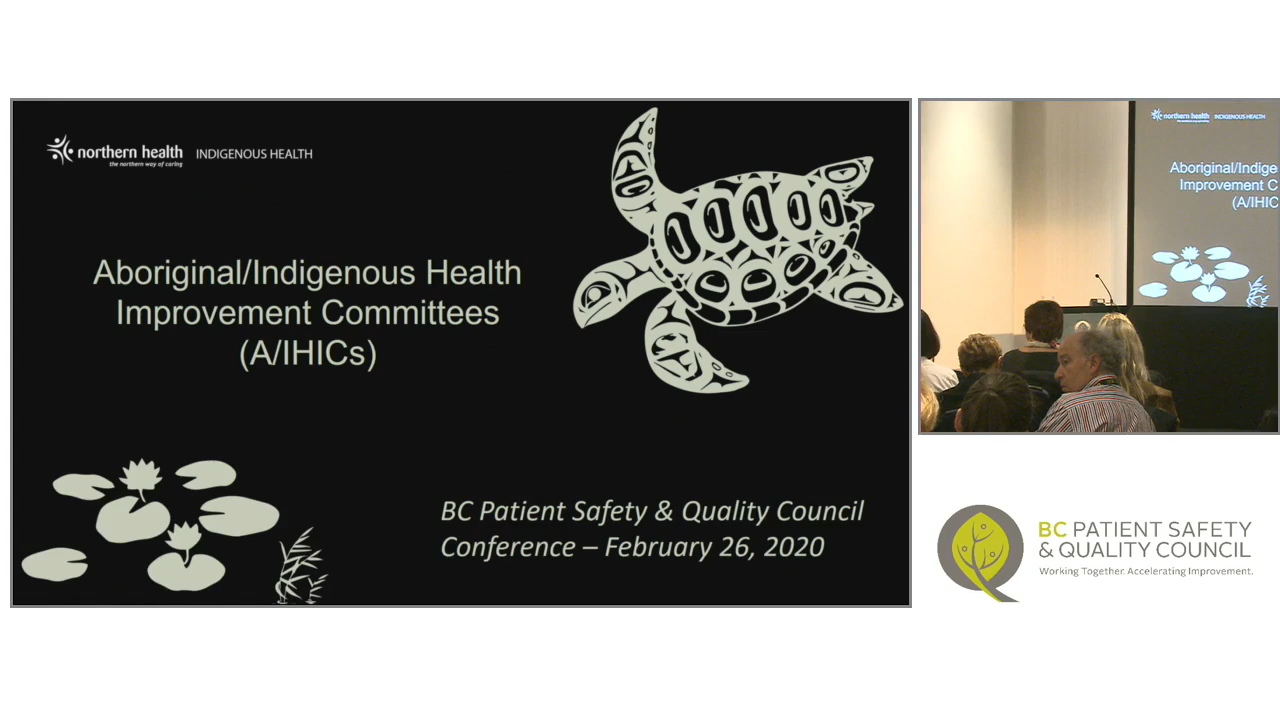 northern health
the northern way of caring
INDIGENOUS HEALTH
Aboriginal/Indigenous Health
Improvement Committees
(A/IHICs)
BC Patient Safety & Quality Council
Conference – February 26, 2020
northern health
INDIGENOUS HEALTH
Aboriginal/Indige
Improvement C
(A/IHIC
BC PATIENT SAFETY
& QUALITY COUNCIL
Working Together. Accelerating Improvement.